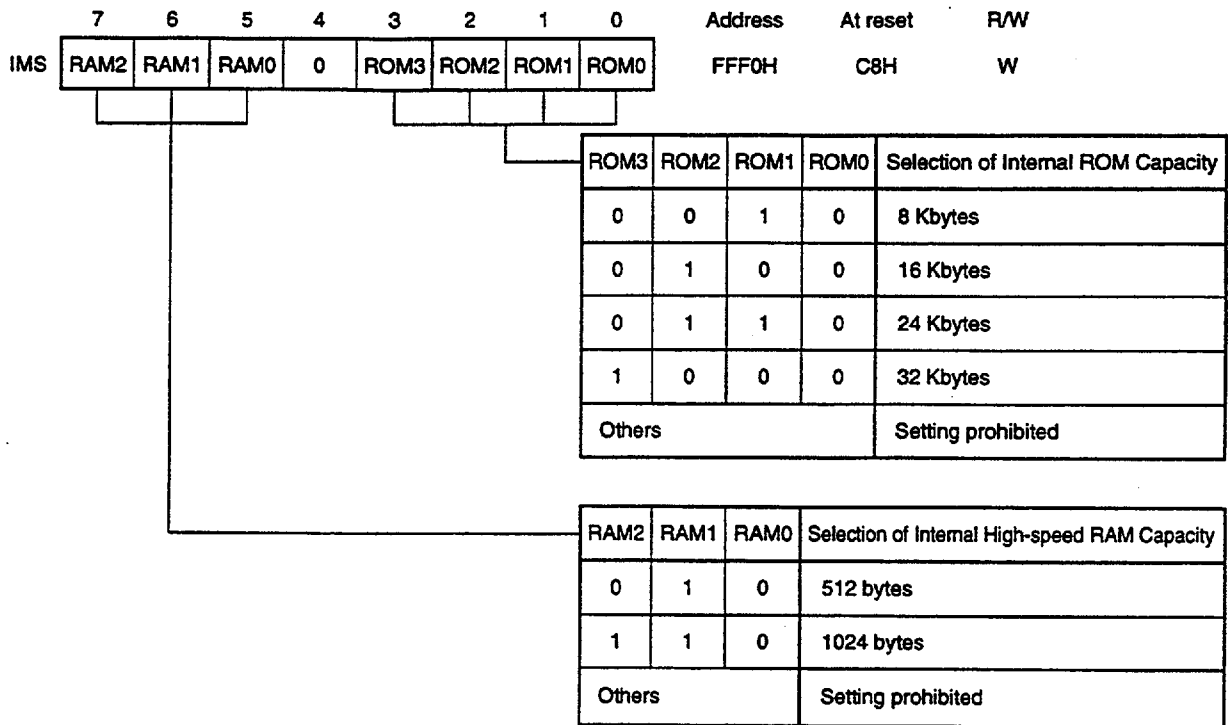 7 6 5 4 3 2 1 0 Address At reset R/W
IMS RAM2 RAM1 RAM0 0 ROM3 ROM2 ROM1 ROM0 FFF0H C8H W
ROM3 ROM2 ROM1 ROM0 Selection of Internal ROM Capacity
0 0 1 0 8 Kbytes
0 1 0 0 16 Kbytes
0 1 1 0 24 Kbytes
1 0 0 0 32 Kbytes
Others Setting prohibited
RAM2 RAM1 RAM0 Selection of Internal High-speed RAM Capacity
0 1 0 512 bytes
1 1 0 1024 bytes
Others Setting prohibited